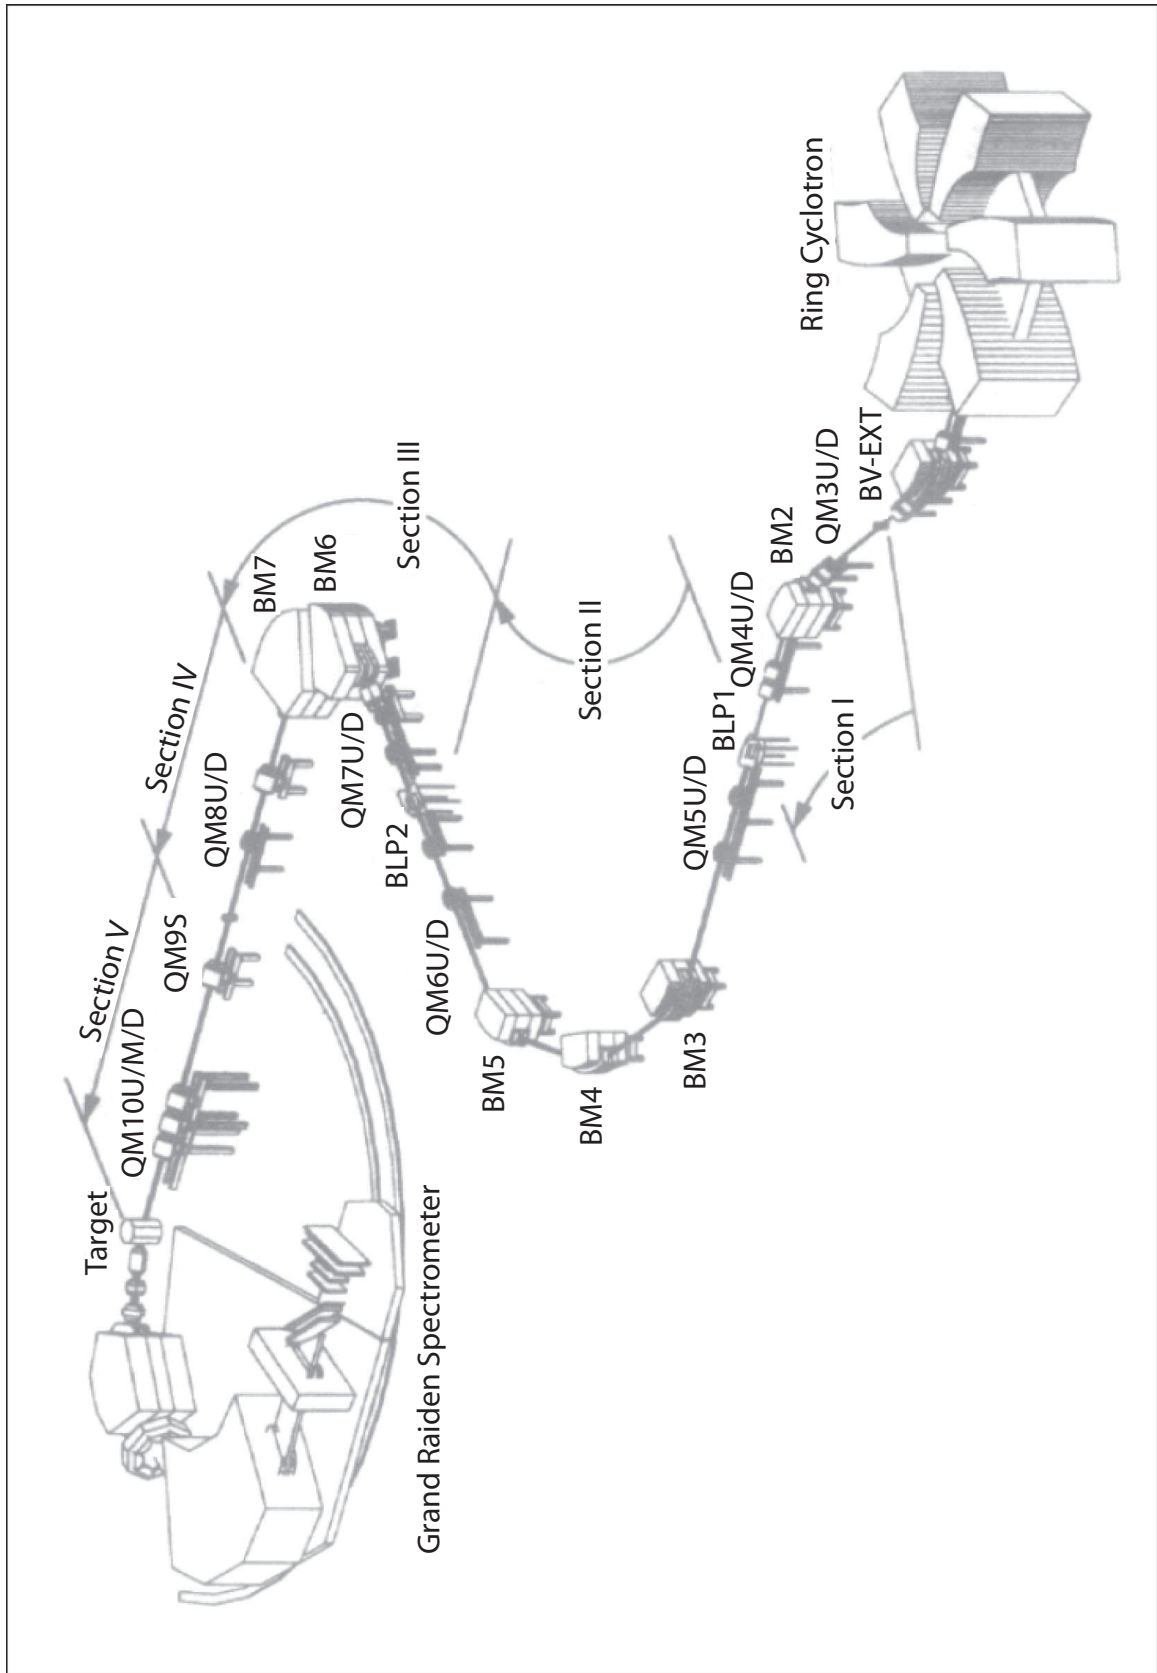 Ring Cyclotron
BV-EXT
QM3U/D
BM2
QM4U/D
BLP1
Section I
QM5U/D
BM3
BM4
BM5
Section II
QM6U/D
BLP2
QM7U/D
Section III
BM6
BM7
Section IV
QM8U/D
QM9S
Section V
QM10U/M/D
Target
Grand Raiden Spectrometer